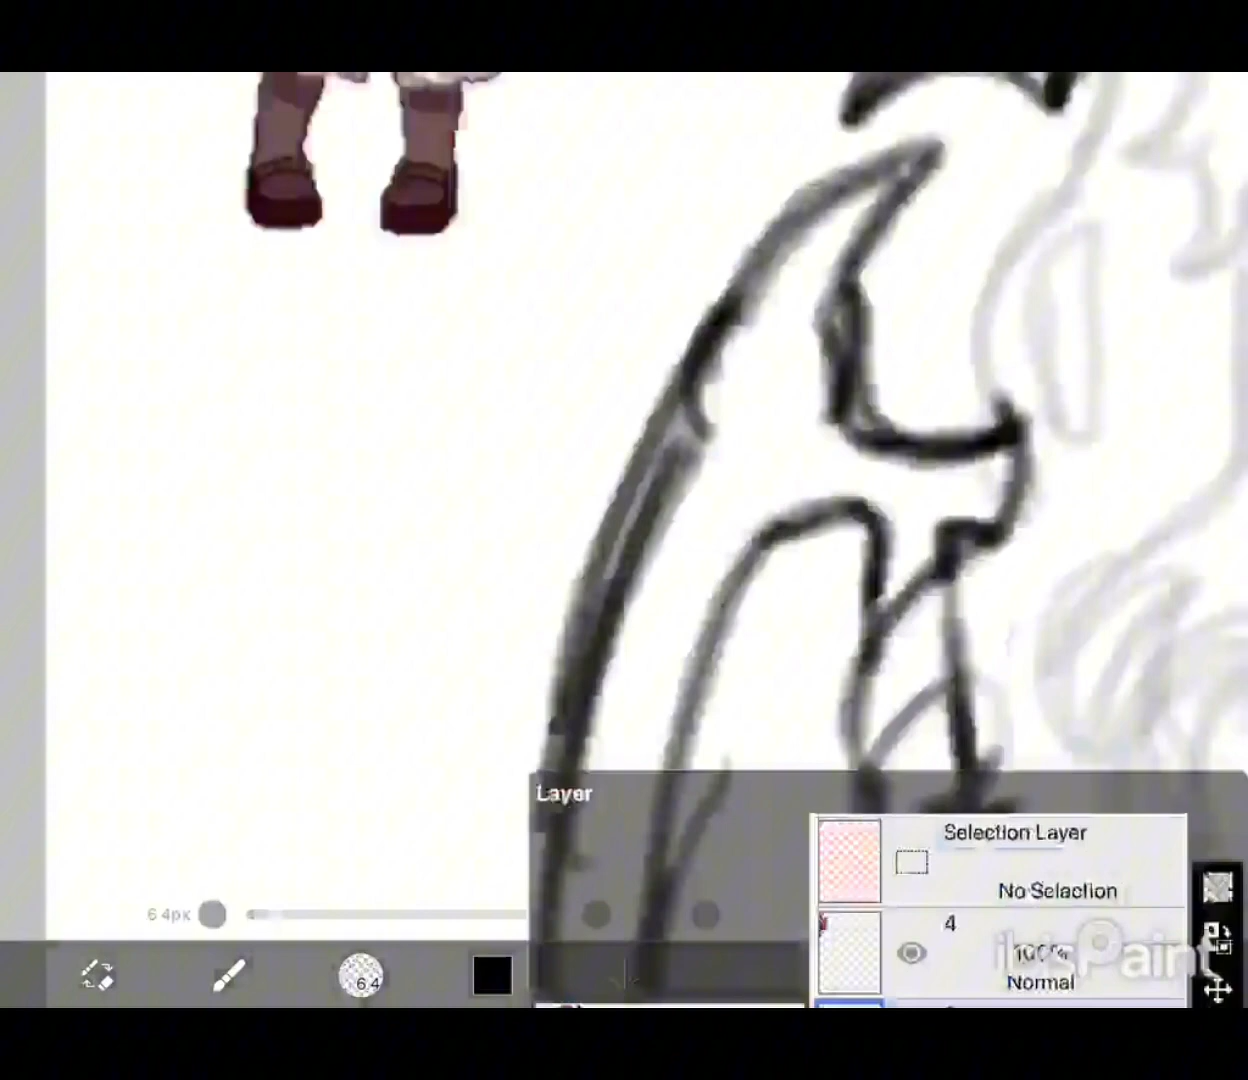 Layer
Selection Layer
No Selection
4
100%
Normal
6.4px
6.4
ibisPaint